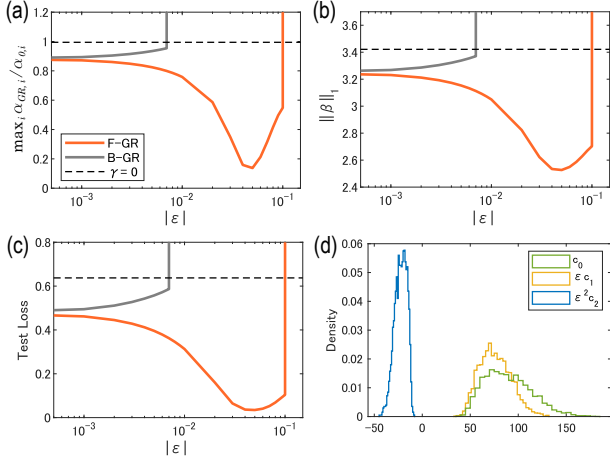 (a)
max_i α_{GR, i} / α_{0,i}
1.2
1
0.8
0.6
0.4
0.2
0
F-GR
B-GR
γ = 0
10^{-3}
10^{-2}
10^{-1}
|ε|
(b)
||β||_1
3.6
3.4
3.2
3
2.8
2.6
2.4
10^{-3}
10^{-2}
10^{-1}
|ε|
(c)
Test Loss
0.8
0.6
0.4
0.2
0
10^{-3}
10^{-2}
10^{-1}
|ε|
(d)
Density
0.06
0.05
0.04
0.03
0.02
0.01
0
c_0
ε c_1
ε^2 c_2
-50
0
50
100
150
200